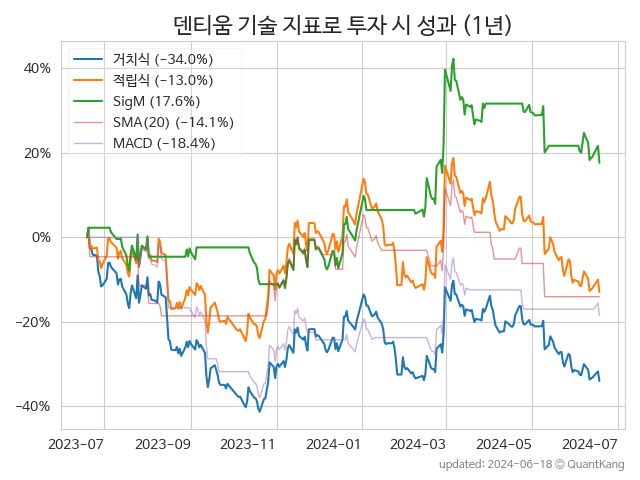 덴티움 기술 지표로 투자 시 성과 (1년)
거치식 (−34.0%)
적립식 (−13.0%)
SigM (17.6%)
SMA(20) (−14.1%)
MACD (−18.4%)
40%
20%
0%
−20%
−40%
2023-07 2023-09 2023-11 2024-01 2024-03 2024-05 2024-07
updated: 2024-06-18 ⓒ QuantKang